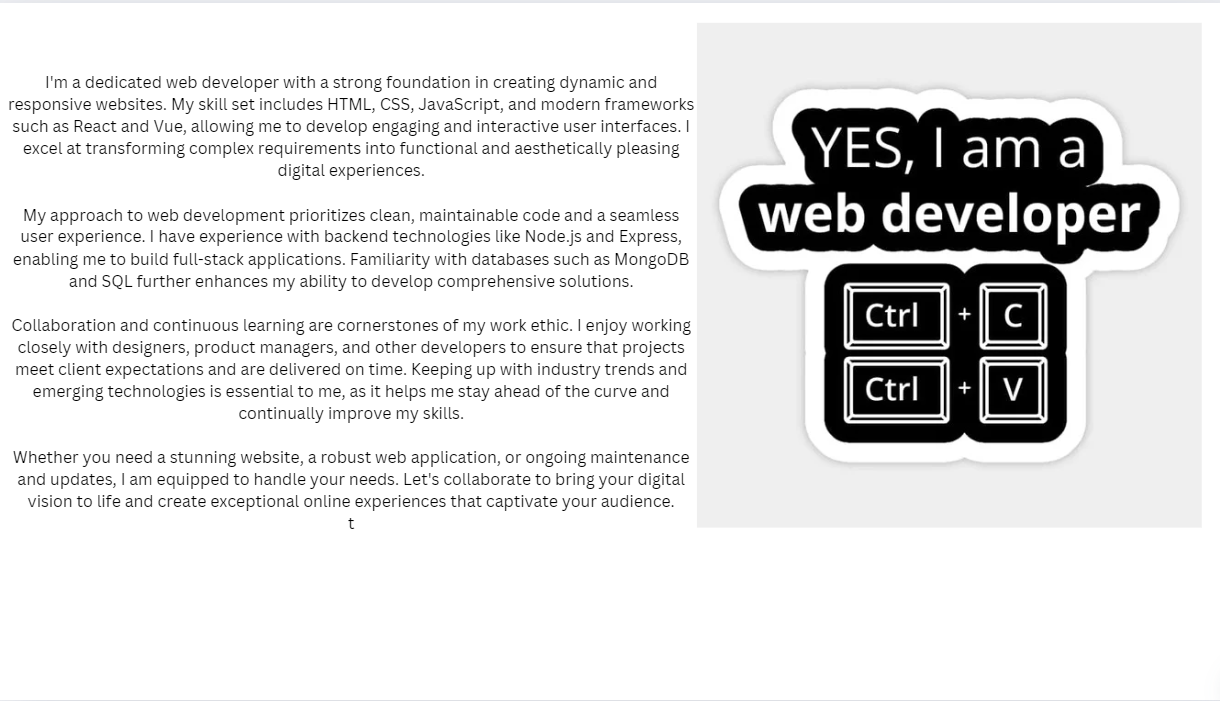 I'm a dedicated web developer with a strong foundation in creating dynamic and
responsive websites. My skill set includes HTML, CSS, JavaScript, and modern frameworks
such as React and Vue, allowing me to develop engaging and interactive user interfaces. I
excel at transforming complex requirements into functional and aesthetically pleasing
digital experiences.
My approach to web development prioritizes clean, maintainable code and a seamless
user experience. I have experience with backend technologies like Node.js and Express,
enabling me to build full-stack applications. Familiarity with databases such as MongoDB
and SQL further enhances my ability to develop comprehensive solutions.
Collaboration and continuous learning are cornerstones of my work ethic. I enjoy working
closely with designers, product managers, and other developers to ensure that projects
meet client expectations and are delivered on time. Keeping up with industry trends and
emerging technologies is essential to me, as it helps me stay ahead of the curve and
continually improve my skills.
Whether you need a stunning website, a robust web application, or ongoing maintenance
and updates, I am equipped to handle your needs. Let's collaborate to bring your digital
vision to life and create exceptional online experiences that captivate your audience.
t
YES, I am a
web developer
Ctrl + C
Ctrl + V